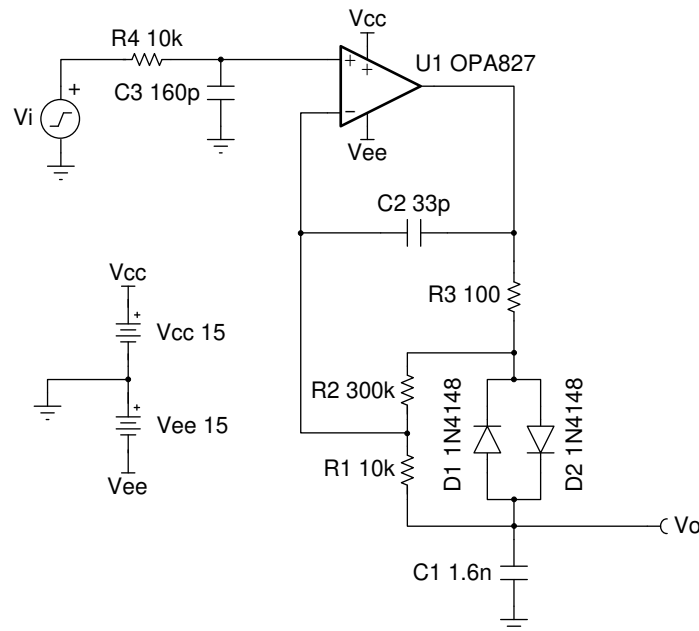 Vcc
R4 10k
U1 OPA827
+
+
+
C3 160p
Vi
−
Vee
C2 33p
Vcc
R3 100
+
Vcc 15
R2 300k
D1 1N4148
D2 1N4148
+
Vee 15
R1 10k
Vee
Vo
C1 1.6n